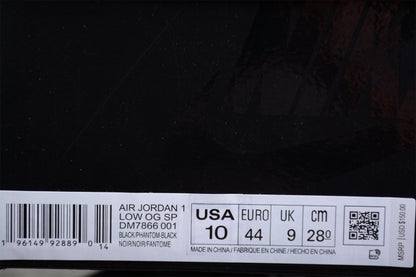 AIR JORDAN 1
LOW OG SP
DM7866 001
BLACK/PHANTOM-BLACK
NOIR/NOIR/FANTOME
1 96149 92889 0 14
USA EURO UK cm
10 44 9 28
MADE IN CHINA / FABRIQUE EN CHINE / HECHO EN CHINA
MSRP USD $150.00